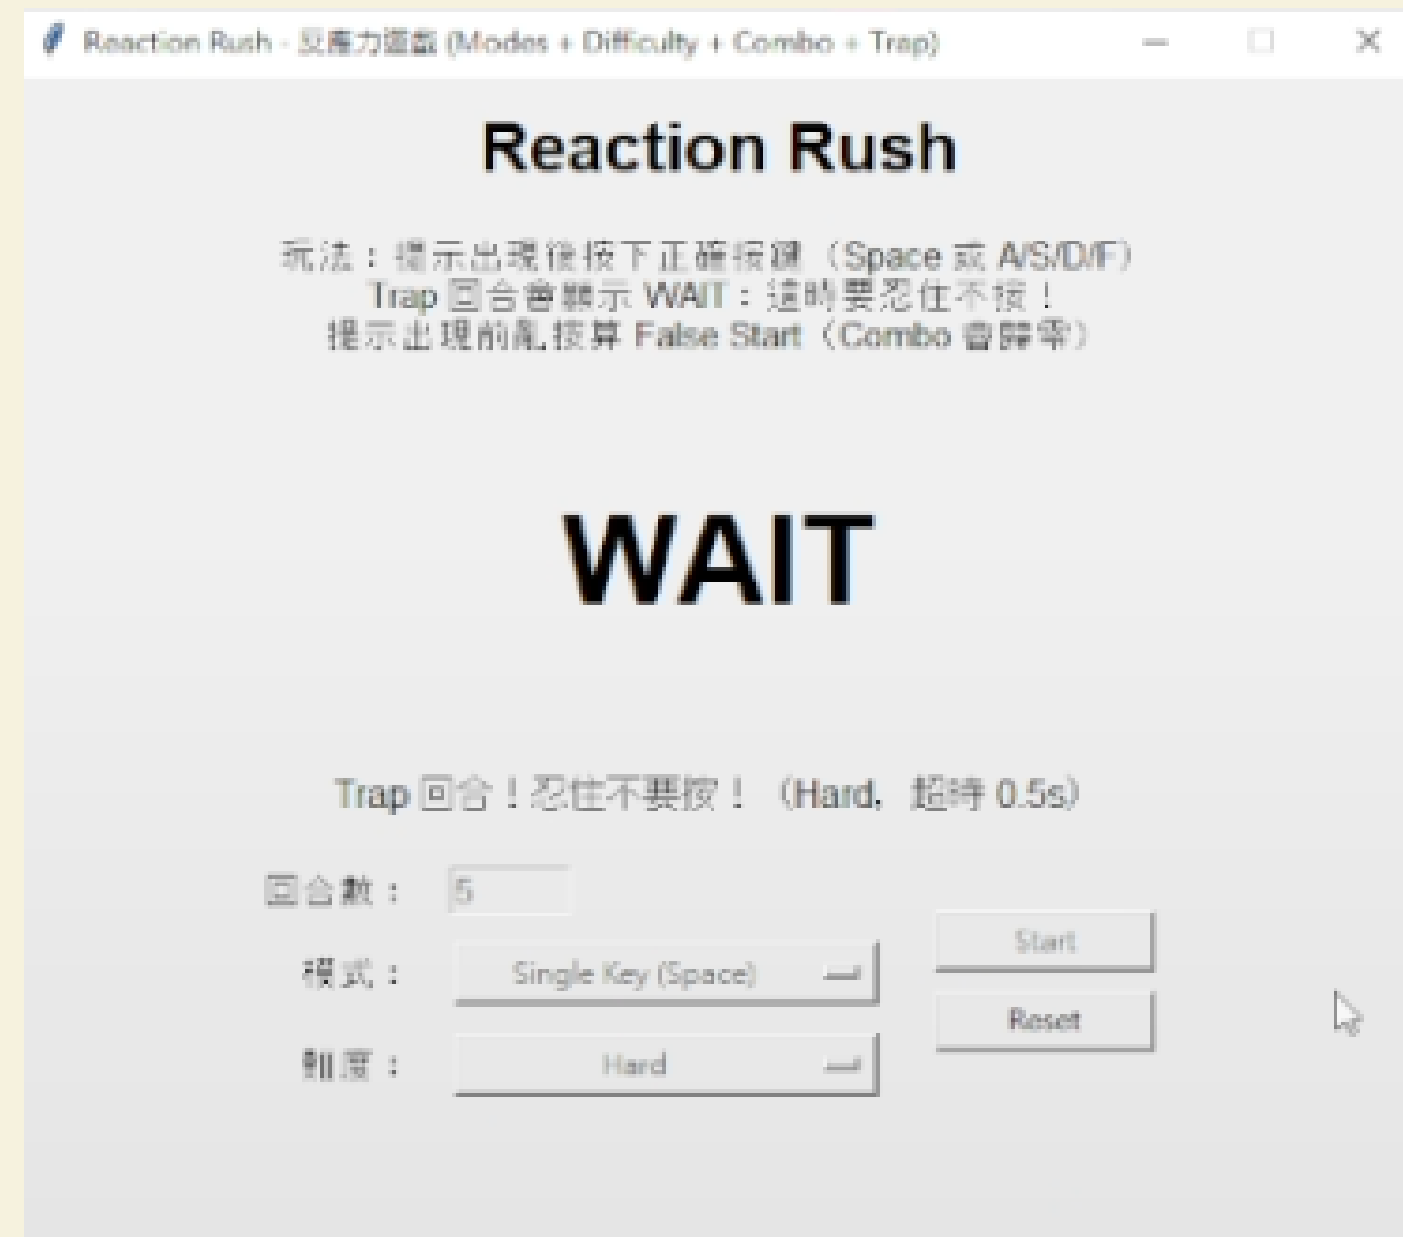 Reaction Rush - 反應力遊戲 (Modes + Difficulty + Combo + Trap)
Reaction Rush
玩法：提示出現後按下正確按鍵（Space 或 A/S/D/F）
Trap 回合會顯示 WAIT：這時要忍住不按！
提示出現前亂按算 False Start（Combo 會歸零）
WAIT
Trap 回合！忍住不要按！（Hard，超時 0.5s）
回合數： 5
Start
模式： Single Key (Space)
Reset
難度： Hard